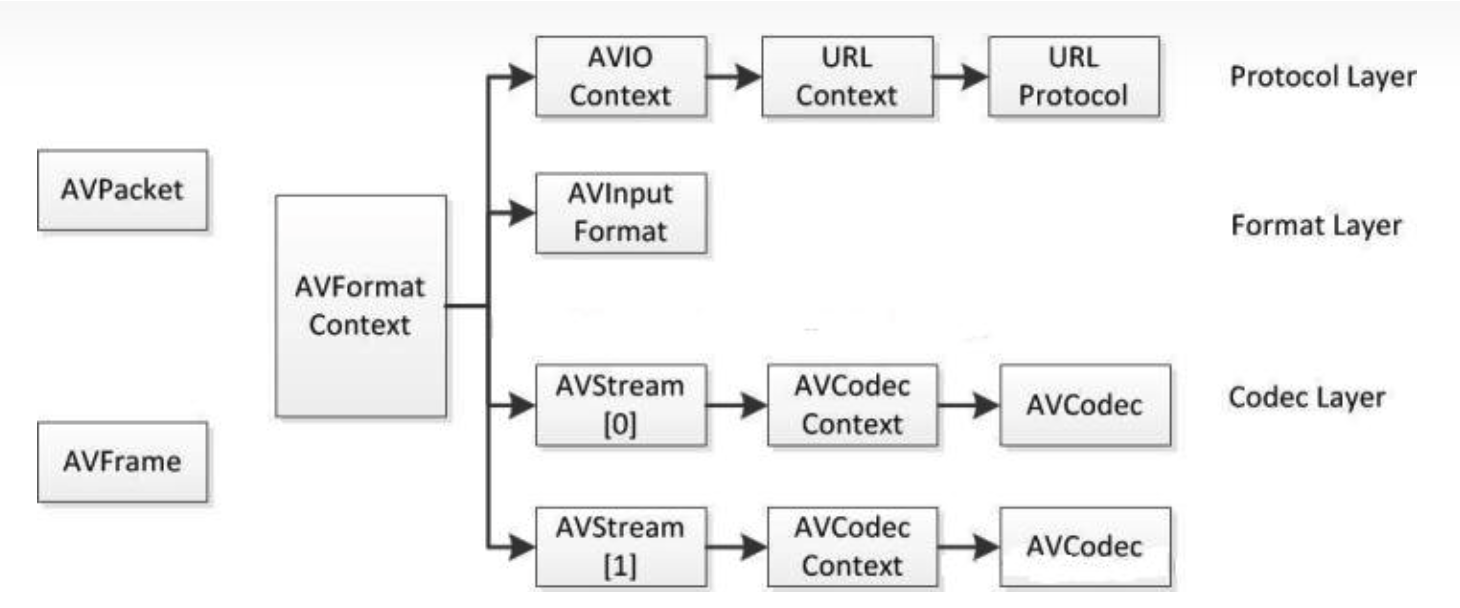 AVIO
Context
URL
Context
URL
Protocol
Protocol Layer
AVPacket
AVInput
Format
Format Layer
AVFormat
Context
AVStream
[0]
AVCodec
Context
AVCodec
Codec Layer
AVFrame
AVStream
[1]
AVCodec
Context
AVCodec